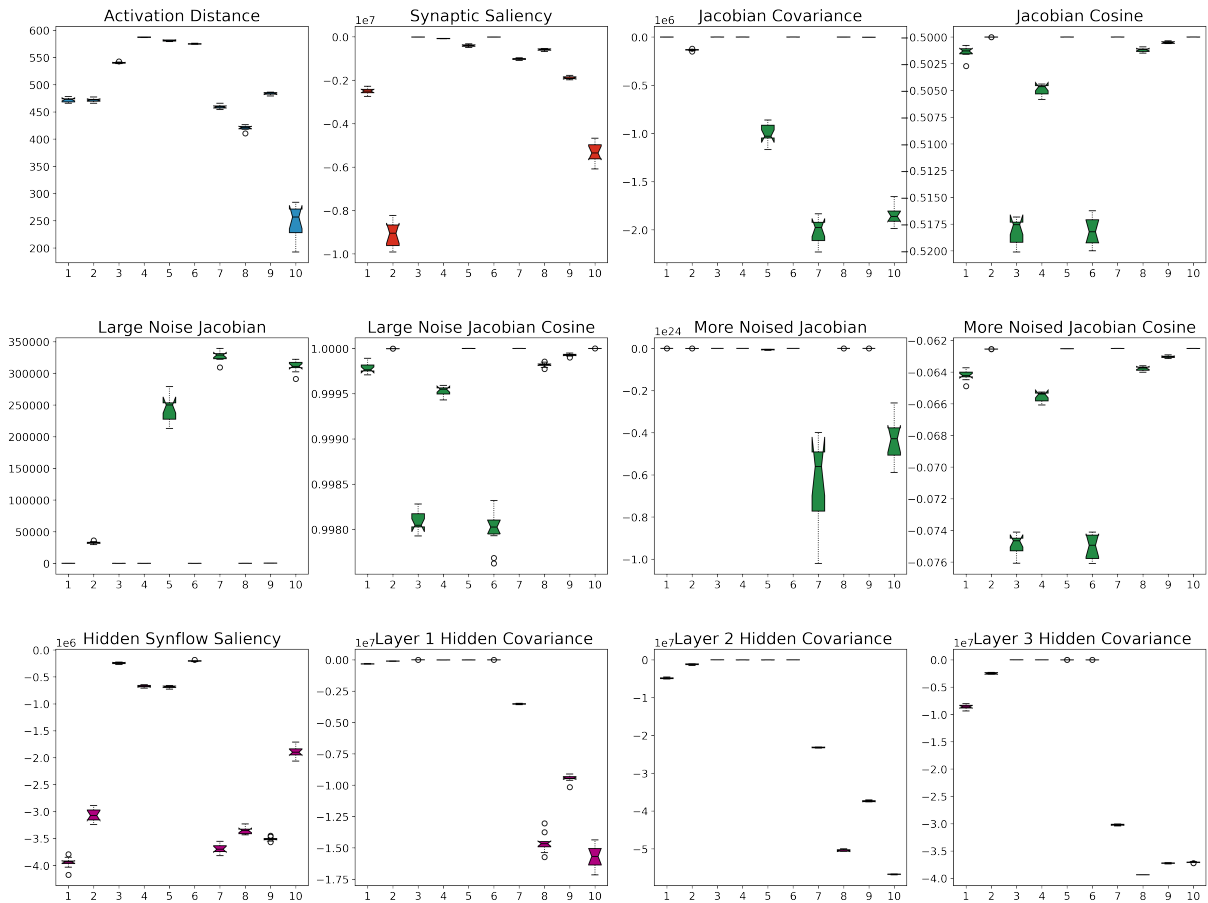 Activation Distance
600
550
500
450
400
350
300
250
200
1 2 3 4 5 6 7 8 9 10
Synaptic Saliency
1e7
0.0
−0.2
−0.4
−0.6
−0.8
−1.0
1 2 3 4 5 6 7 8 9 10
Jacobian Covariance
1e6
0.0
−0.5
−1.0
−1.5
−2.0
1 2 3 4 5 6 7 8 9 10
Jacobian Cosine
−0.5000
−0.5025
−0.5050
−0.5075
−0.5100
−0.5125
−0.5150
−0.5175
−0.5200
1 2 3 4 5 6 7 8 9 10
Large Noise Jacobian
350000
300000
250000
200000
150000
100000
50000
0
1 2 3 4 5 6 7 8 9 10
Large Noise Jacobian Cosine
1.0000
0.9995
0.9990
0.9985
0.9980
1 2 3 4 5 6 7 8 9 10
More Noised Jacobian
1e24
0.0
−0.2
−0.4
−0.6
−0.8
−1.0
1 2 3 4 5 6 7 8 9 10
More Noised Jacobian Cosine
−0.062
−0.064
−0.066
−0.068
−0.070
−0.072
−0.074
−0.076
1 2 3 4 5 6 7 8 9 10
Hidden Synflow Saliency
1e6
0.0
−0.5
−1.0
−1.5
−2.0
−2.5
−3.0
−3.5
−4.0
1 2 3 4 5 6 7 8 9 10
Layer 1 Hidden Covariance
1e7
0.00
−0.25
−0.50
−0.75
−1.00
−1.25
−1.50
−1.75
1 2 3 4 5 6 7 8 9 10
Layer 2 Hidden Covariance
1e7
0
−1
−2
−3
−4
−5
1 2 3 4 5 6 7 8 9 10
Layer 3 Hidden Covariance
1e7
0.0
−0.5
−1.0
−1.5
−2.0
−2.5
−3.0
−3.5
−4.0
1 2 3 4 5 6 7 8 9 10